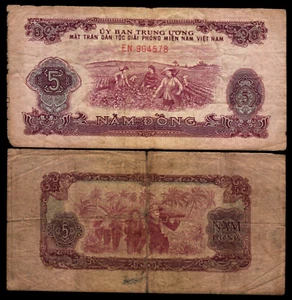 ỦY BAN TRUNG ƯƠNG
MẶT TRẬN DÂN TỘC GIẢI PHÓNG MIỀN NAM VIỆT NAM
EN 994678
5
5
NĂM ĐỒNG
5
NĂM
ĐỒNG